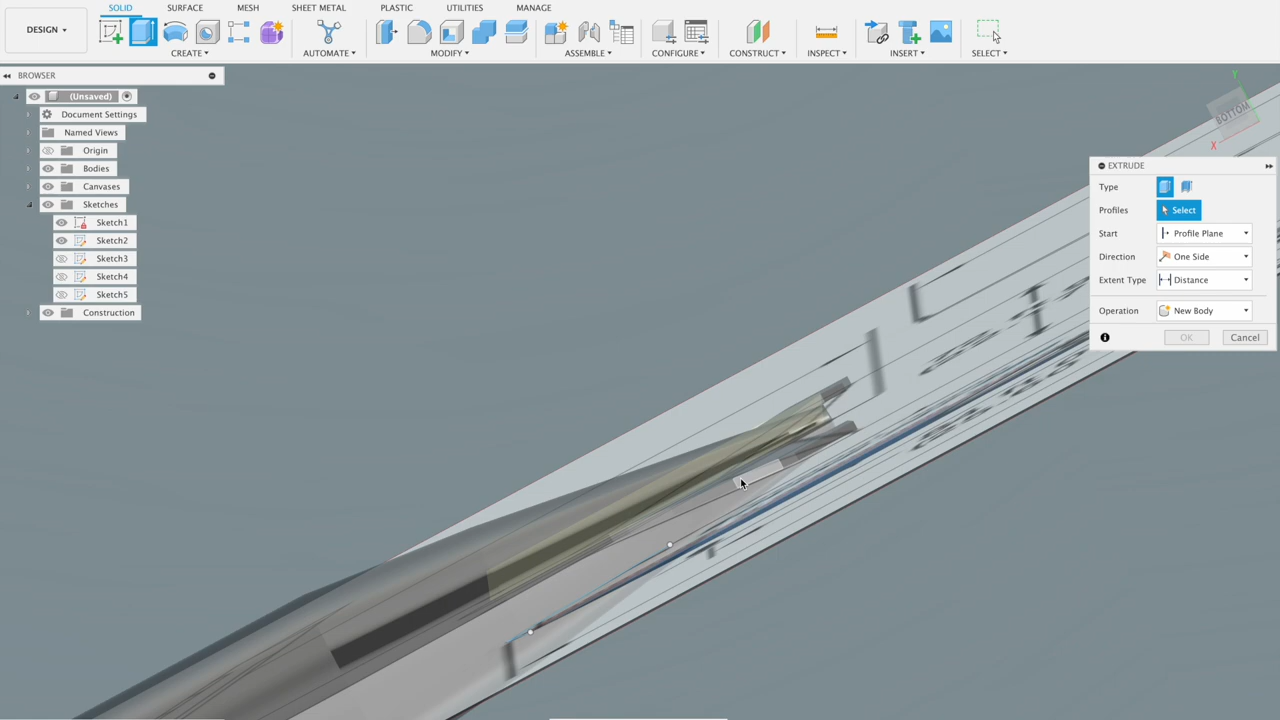 SOLID SURFACE MESH SHEET METAL PLASTIC UTILITIES MANAGE
DESIGN
CREATE AUTOMATE MODIFY ASSEMBLE CONFIGURE CONSTRUCT INSPECT INSERT SELECT
BROWSER
(Unsaved)
Document Settings
Named Views
Origin
Bodies
Canvases
Sketches
Sketch1
Sketch2
Sketch3
Sketch4
Sketch5
Construction
Y
BOTTOM
X
EXTRUDE
Type
Profiles Select
Start Profile Plane
Direction One Side
Extent Type Distance
Operation New Body
OK Cancel